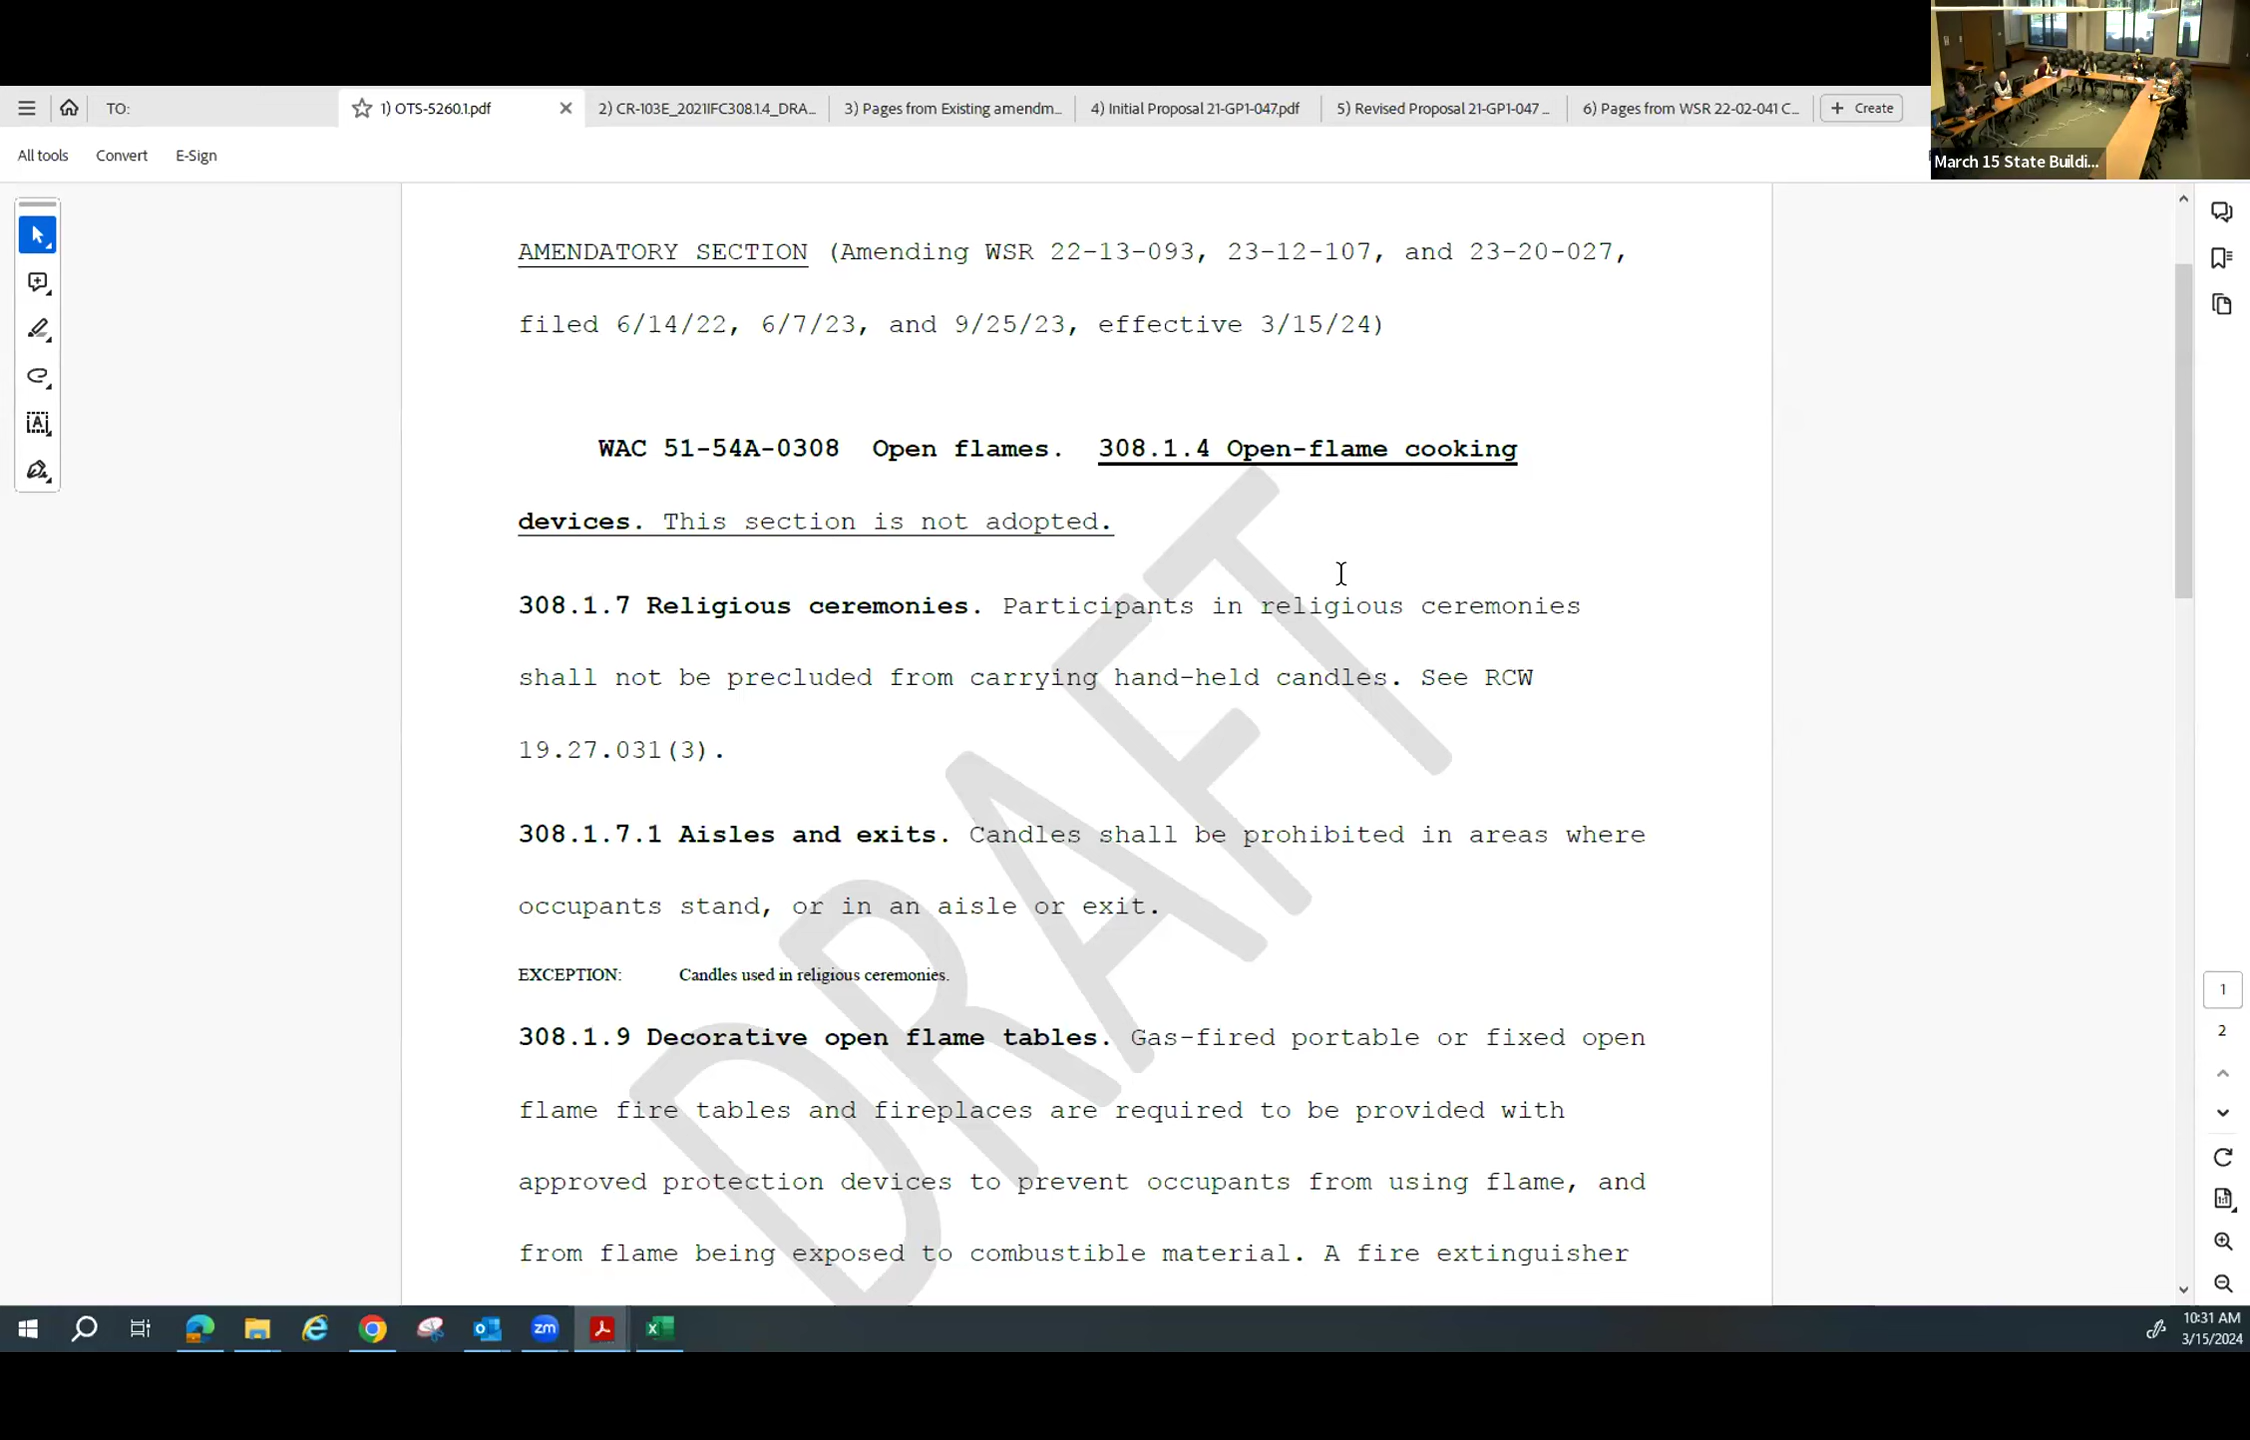 TO:
1) OTS-5260.1.pdf
2) CR-103E_2021IFC308.1.4_DRA...
3) Pages from Existing amendm...
4) Initial Proposal 21-GP1-047.pdf
5) Revised Proposal 21-GP1-047 ...
6) Pages from WSR 22-02-041 C...
+ Create
All tools
Convert
E-Sign
March 15 State Buildi...
AMENDATORY SECTION (Amending WSR 22-13-093, 23-12-107, and 23-20-027,
filed 6/14/22, 6/7/23, and 9/25/23, effective 3/15/24)
WAC 51-54A-0308 Open flames. 308.1.4 Open-flame cooking
devices. This section is not adopted.
308.1.7 Religious ceremonies. Participants in religious ceremonies
shall not be precluded from carrying hand-held candles. See RCW
19.27.031(3).
308.1.7.1 Aisles and exits. Candles shall be prohibited in areas where
occupants stand, or in an aisle or exit.
EXCEPTION: Candles used in religious ceremonies.
308.1.9 Decorative open flame tables. Gas-fired portable or fixed open
flame fire tables and fireplaces are required to be provided with
approved protection devices to prevent occupants from using flame, and
from flame being exposed to combustible material. A fire extinguisher
DRAFT
1
2
zm
10:31 AM
3/15/2024